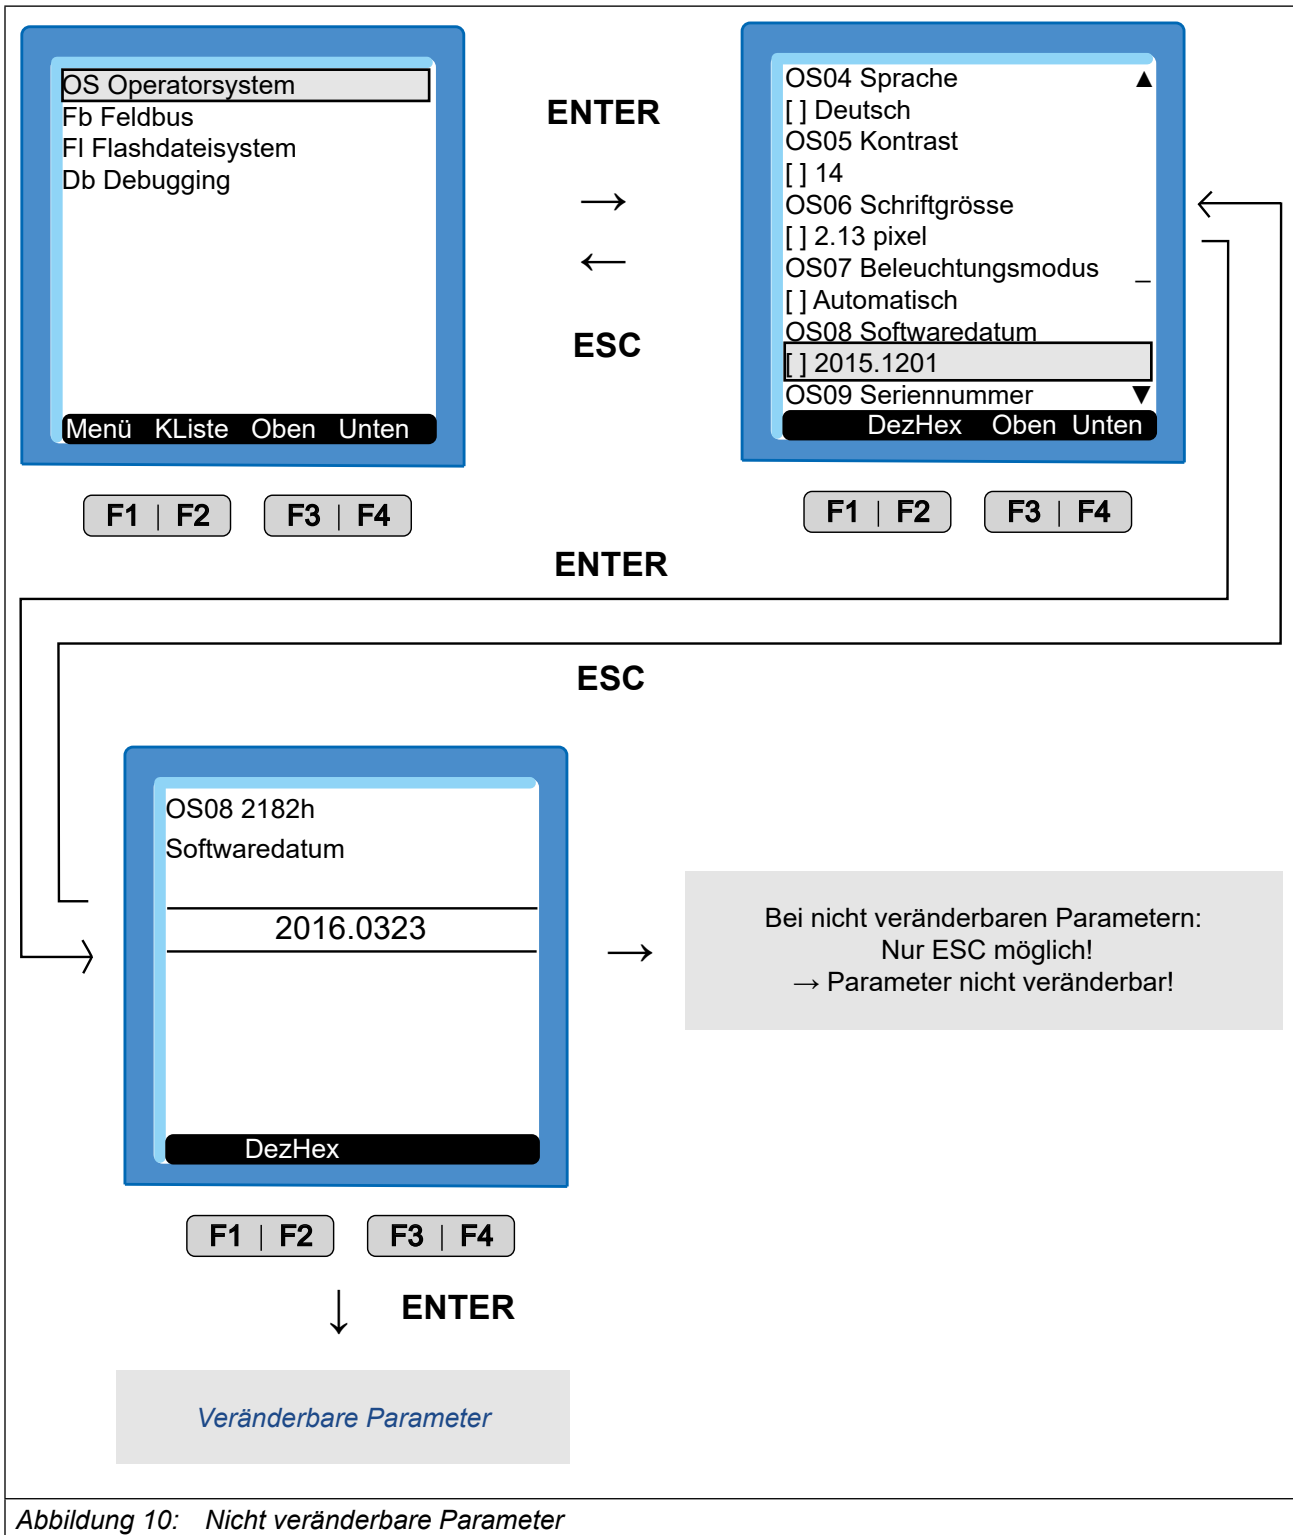 OS Operatorsystem
Fb Feldbus
Fl Flashdateisystem
Db Debugging
Menü KListe Oben Unten
F1 | F2 F3 | F4
ENTER
→
←
ESC
OS04 Sprache ▲
[ ] Deutsch
OS05 Kontrast
[ ] 14
OS06 Schriftgrösse
[ ] 2.13 pixel
OS07 Beleuchtungsmodus _
[ ] Automatisch
OS08 Softwaredatum
[ ] 2015.1201
OS09 Seriennummer ▼
DezHex Oben Unten
F1 | F2 F3 | F4
ENTER
ESC
OS08 2182h
Softwaredatum
2016.0323
DezHex
F1 | F2 F3 | F4
→
Bei nicht veränderbaren Parametern:
Nur ESC möglich!
→ Parameter nicht veränderbar!
↓ ENTER
Veränderbare Parameter
Abbildung 10: Nicht veränderbare Parameter